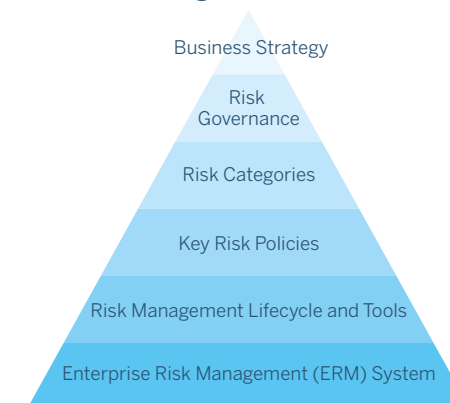 Business Strategy
Risk
Governance
Risk Categories
Key Risk Policies
Risk Management Lifecycle and Tools
Enterprise Risk Management (ERM) System